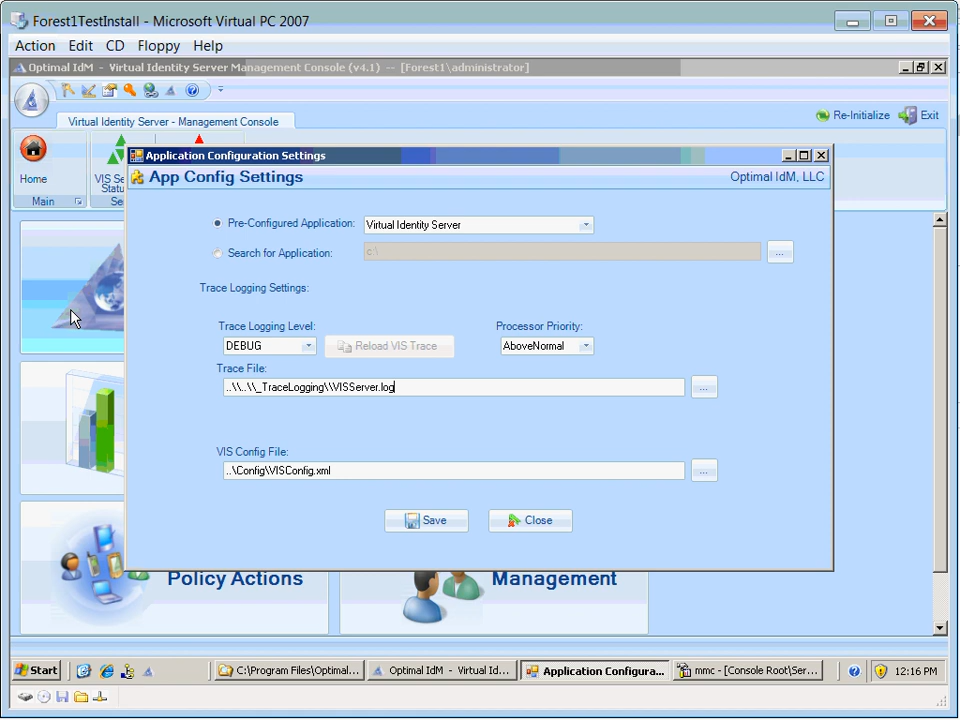 Forest1TestInstall - Microsoft Virtual PC 2007
Action Edit CD Floppy Help
Optimal IdM - Virtual Identity Server Management Console (v4.1) -- [Forest1\administrator]
Virtual Identity Server - Management Console
Re-Initialize Exit
Home
VIS Se
Statu
Main
Se
Application Configuration Settings
App Config Settings
Optimal IdM, LLC
Pre-Configured Application: Virtual Identity Server
Search for Application: c:\ ...
Trace Logging Settings:
Trace Logging Level: Processor Priority:
DEBUG Reload VIS Trace AboveNormal
Trace File:
..\\..\\_TraceLogging\\VISServer.log ...
VIS Config File:
..\Config\VISConfig.xml ...
Save Close
Policy Actions Management
Start C:\Program Files\Optimal... Optimal IdM - Virtual Id... Application Configura... mmc - [Console Root\Ser... 12:16 PM